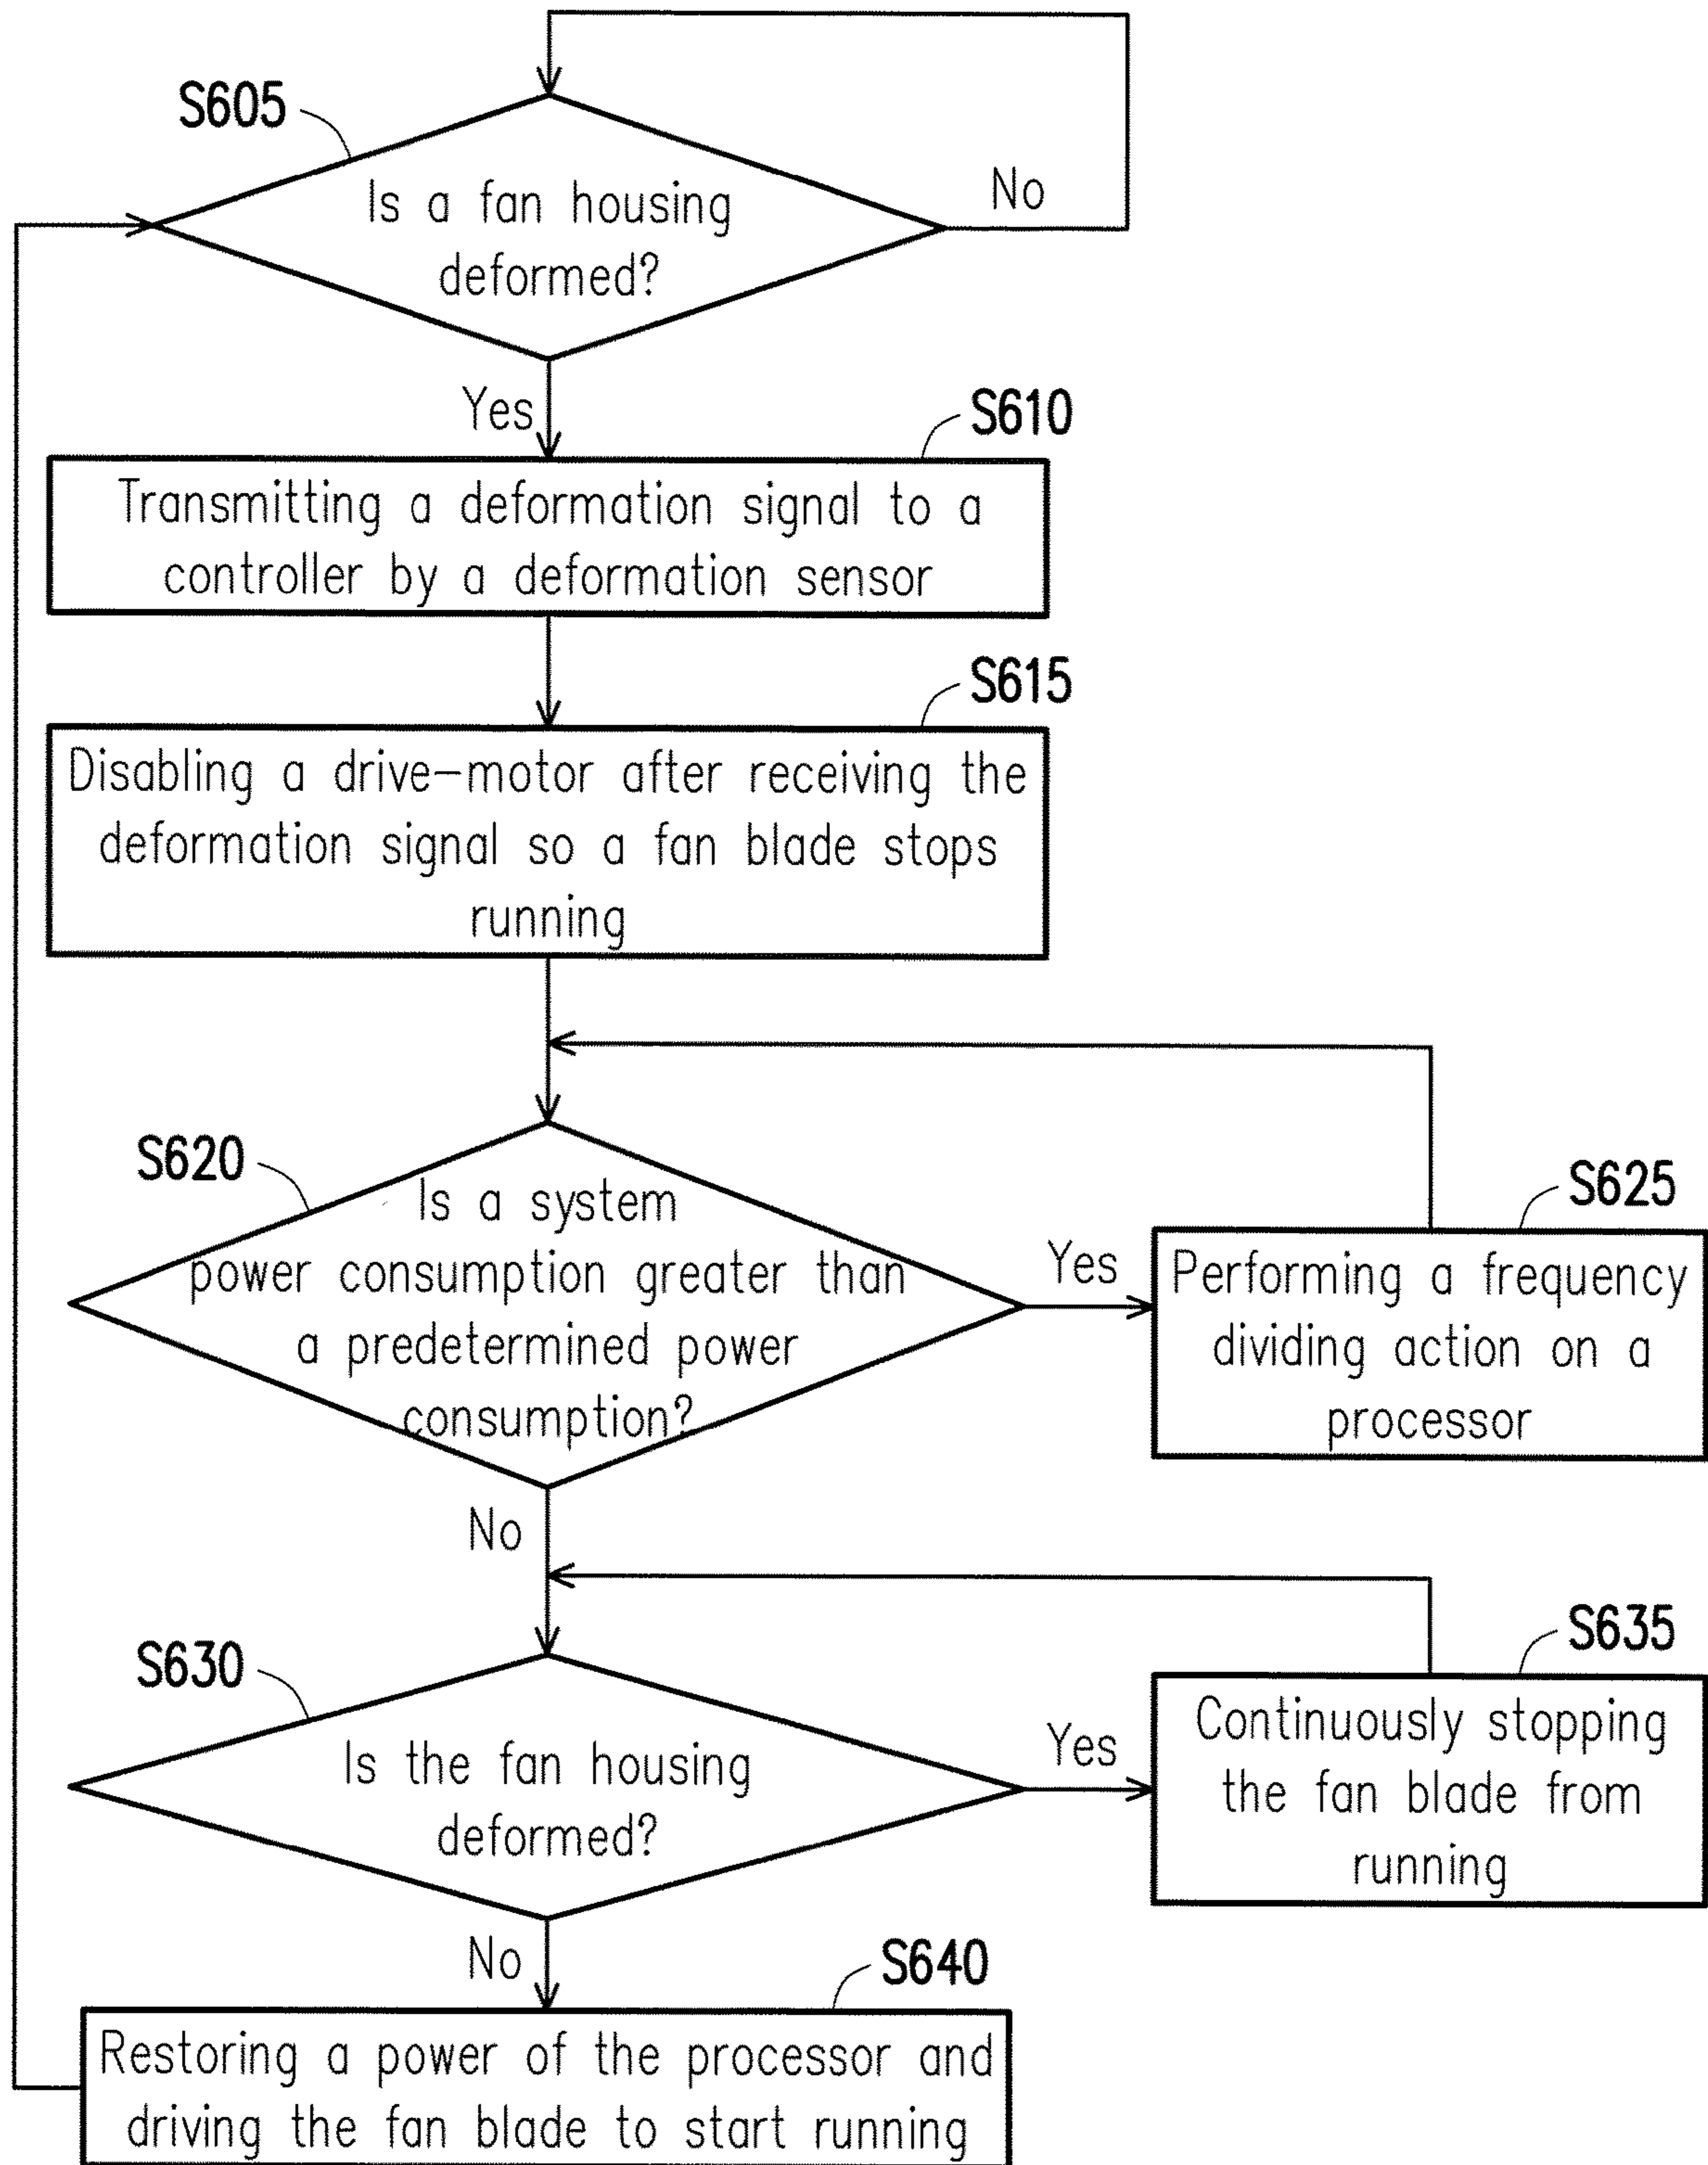 S605
Is a fan housing
deformed?
No
Yes
S610
Transmitting a deformation signal to a
controller by a deformation sensor
S615
Disabling a drive-motor after receiving the
deformation signal so a fan blade stops
running
S620
Is a system
power consumption greater than
a predetermined power
consumption?
Yes
S625
Performing a frequency
dividing action on a
processor
No
S630
Is the fan housing
deformed?
Yes
S635
Continuously stopping
the fan blade from
running
No
S640
Restoring a power of the processor and
driving the fan blade to start running